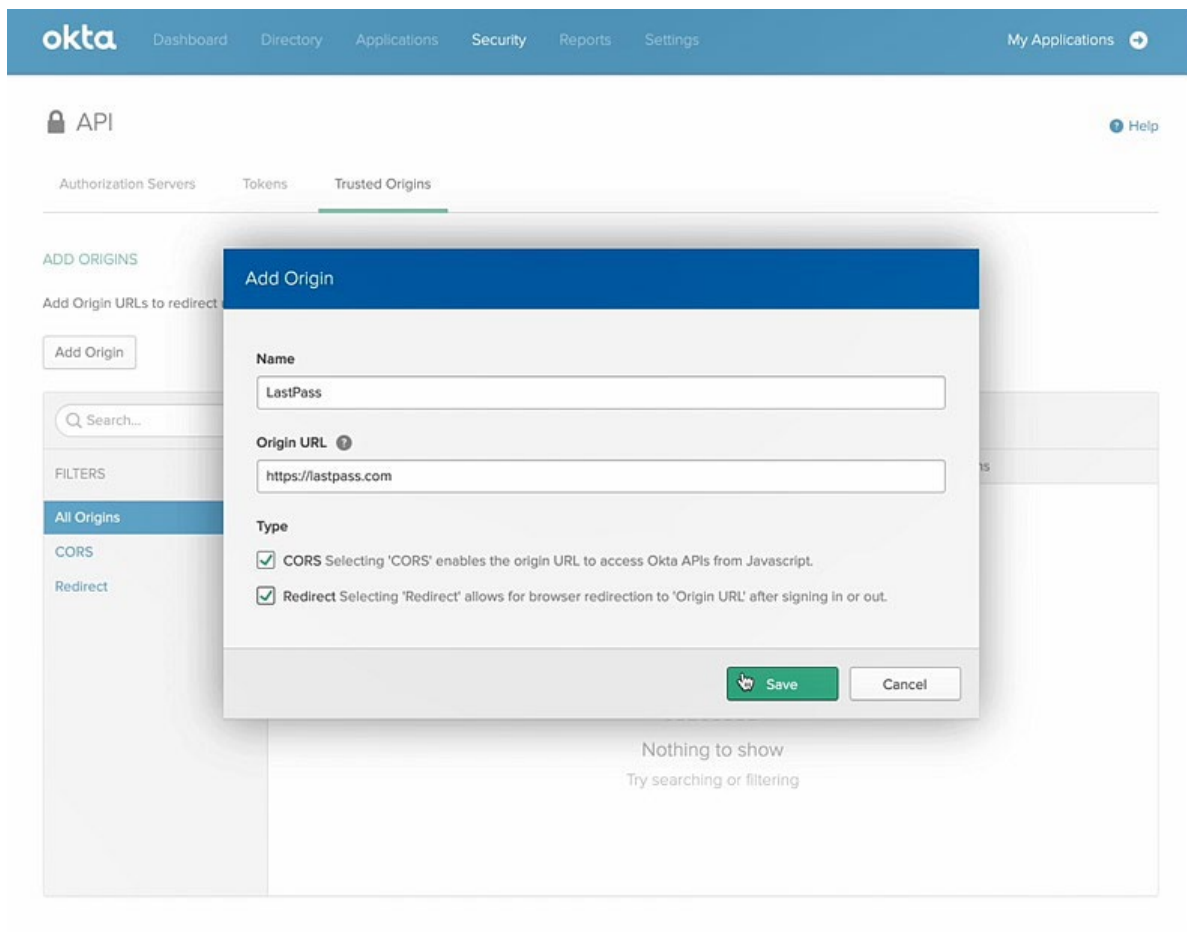 okta Dashboard Directory Applications Security Reports Settings My Applications
API
Help
Authorization Servers Tokens Trusted Origins
ADD ORIGINS
Add Origin URLs to redirect
Add Origin
Search...
FILTERS
All Origins
CORS
Redirect
Add Origin
Name
LastPass
Origin URL
https://lastpass.com
Type
CORS Selecting 'CORS' enables the origin URL to access Okta APIs from Javascript.
Redirect Selecting 'Redirect' allows for browser redirection to 'Origin URL' after signing in or out.
Save Cancel
Nothing to show
Try searching or filtering